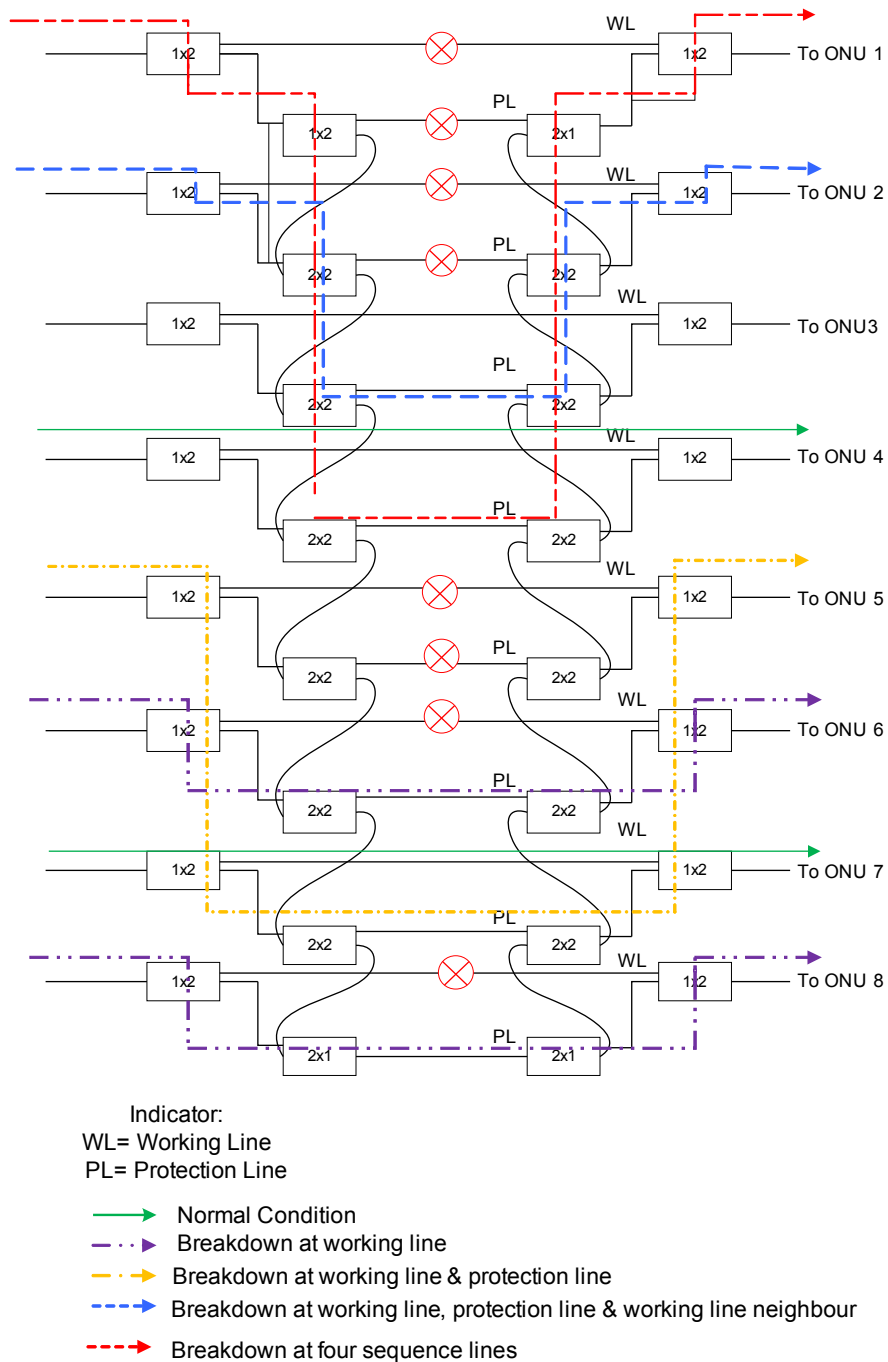 WL
1x2
1x2
To ONU 1
PL
1x2
2x1
WL
1x2
1x2
To ONU 2
PL
2x2
2x2
WL
1x2
1x2
To ONU3
PL
2x2
2x2
WL
1x2
1x2
To ONU 4
PL
2x2
2x2
WL
1x2
1x2
To ONU 5
PL
2x2
2x2
WL
1x2
1x2
To ONU 6
PL
2x2
2x2
WL
1x2
1x2
To ONU 7
PL
2x2
2x2
WL
1x2
1x2
To ONU 8
PL
2x1
2x1
Indicator:
WL= Working Line
PL= Protection Line
Normal Condition
Breakdown at working line
Breakdown at working line & protection line
Breakdown at working line, protection line & working line neighbour
Breakdown at four sequence lines